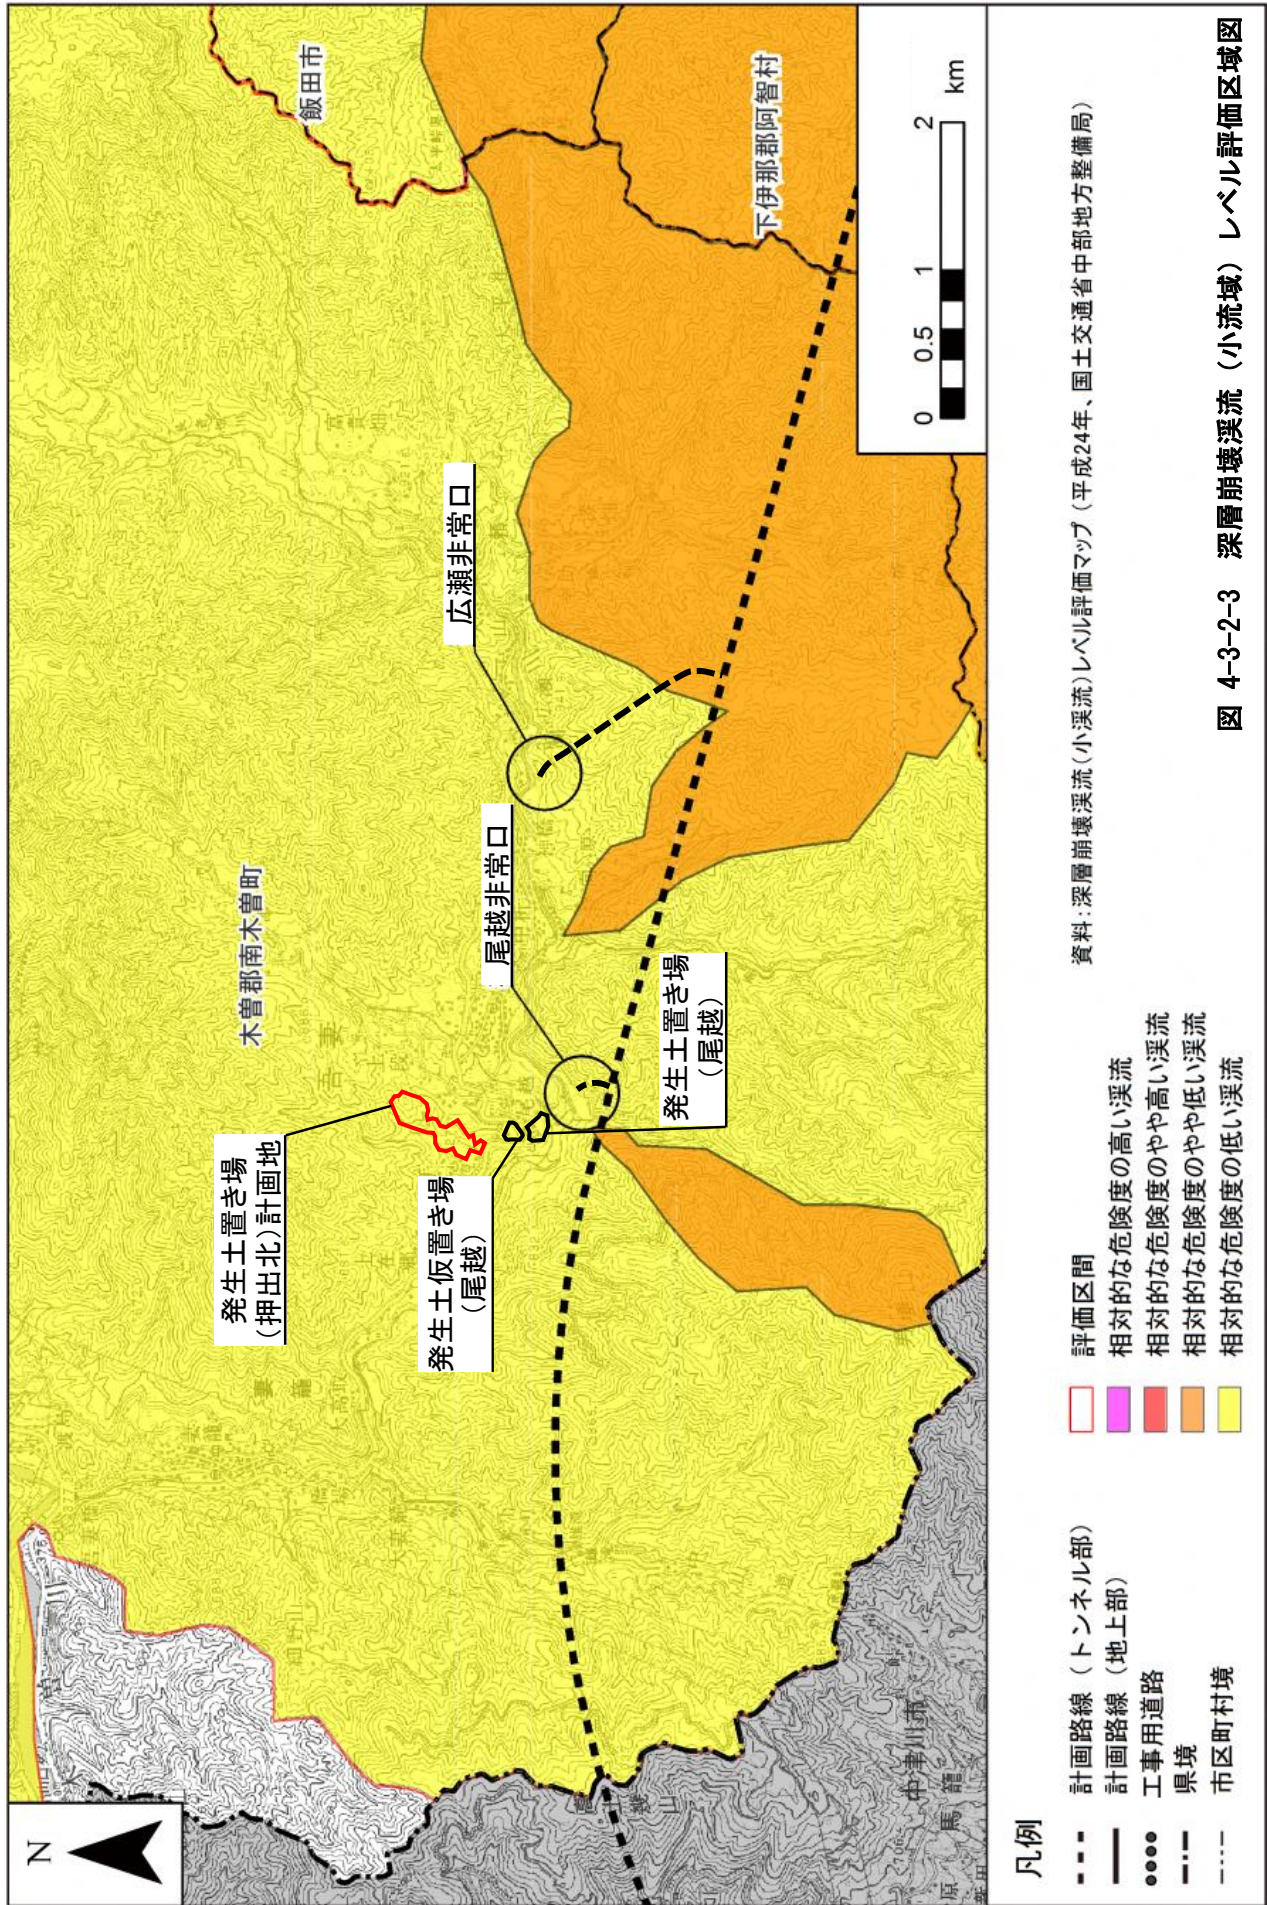 N
飯田市
木曽郡南木曽町
下伊那郡阿智村
広瀬非常口
尾越非常口
発生土置き場
(押出北)計画地
発生土仮置き場
(尾越)
発生土置き場
(尾越)
中津川市
0 0.5 1 2
km
凡例
計画路線（トンネル部）
計画路線（地上部）
工事用道路
県境
市区町村境
評価区間
相対的な危険度の高い渓流
相対的な危険度のやや高い渓流
相対的な危険度のやや低い渓流
相対的な危険度の低い渓流
資料:深層崩壊渓流(小渓流)レベル評価マップ（平成24年、国土交通省中部地方整備局）
図 4-3-2-3 深層崩壊渓流（小流域）レベル評価区域図